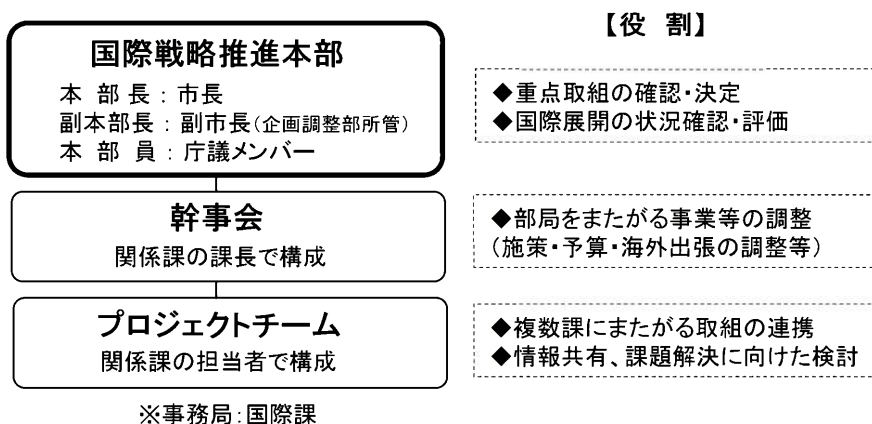 【役 割】
国際戦略推進本部
本 部 長 : 市長
副本部長 : 副市長(企画調整部所管)
本 部 員 : 庁議メンバー
◆重点取組の確認・決定
◆国際展開の状況確認・評価
幹事会
関係課の課長で構成
◆部局をまたがる事業等の調整
(施策・予算・海外出張の調整等)
プロジェクトチーム
関係課の担当者で構成
◆複数課にまたがる取組の連携
◆情報共有、課題解決に向けた検討
※事務局:国際課